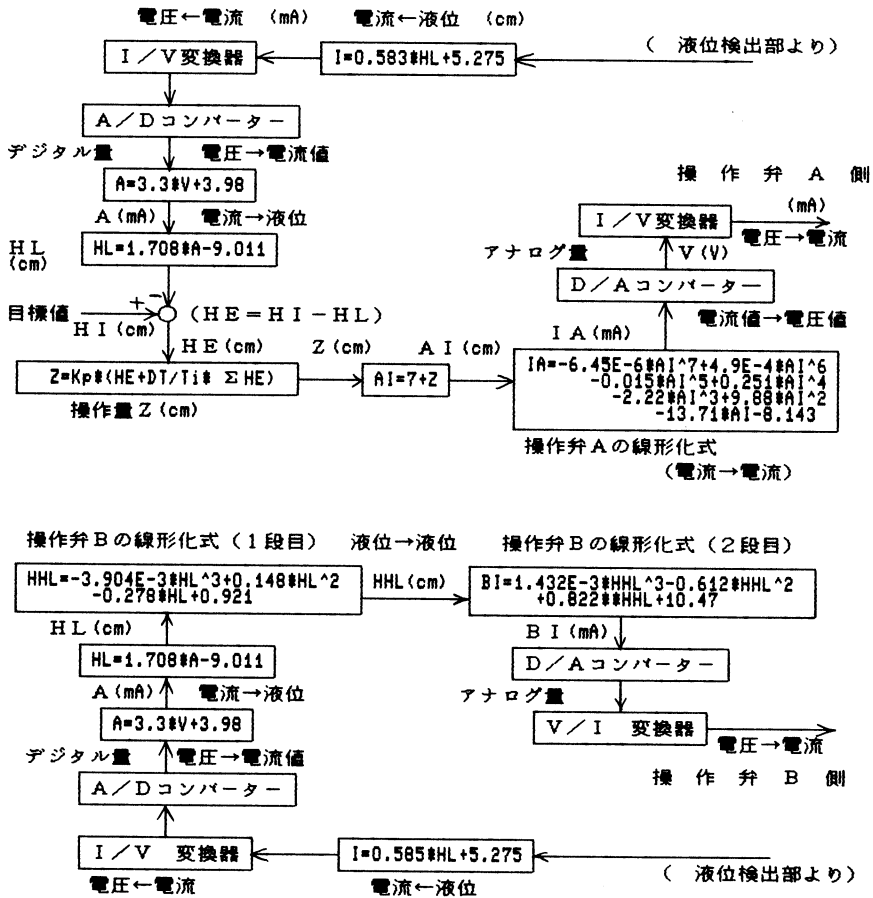 電圧←電流 (mA) 電流←液位 (cm)
(液位検出部より)
I/V変換器
I=0.583*HL+5.275
A/Dコンバーター
デジタル量 電圧→電流値
A=3.3*V+3.98
A(mA) 電流→液位
HL
(cm)
HL=1.708*A-9.011
目標値
HI(cm)
+ -
(HE=HI-HL)
HE(cm) Z(cm) AI(cm)
Z=Kp*(HE+DT/Ti* ΣHE)
操作量Z(cm)
AI=7+Z
IA=-6.45E-6*AI^7+4.9E-4*AI^6
-0.015*AI^5+0.251*AI^4
-2.22*AI^3+9.88*AI^2
-13.71*AI-8.143
操作弁Aの線形化式
(電流→電流)
IA(mA)
電流値→電圧値
D/Aコンバーター
アナログ量 V(V)
I/V変換器
(mA)
電圧→電流
操作弁A側
操作弁Bの線形化式(1段目) 液位→液位 操作弁Bの線形化式(2段目)
HHL=-3.904E-3*HL^3+0.148*HL^2
-0.278*HL+0.921
HHL(cm)
BI=1.432E-3*HHL^3-0.612*HHL^2
+0.822**HHL+10.47
HL(cm)
HL=1.708*A-9.011
A(mA) 電流→液位
A=3.3*V+3.98
デジタル量 電圧→電流値
A/Dコンバーター
I/V 変換器
電圧←電流
I=0.585*HL+5.275
電流←液位
(液位検出部より)
BI(mA)
D/Aコンバーター
アナログ量
V/I 変換器
電圧→電流
操作弁B側